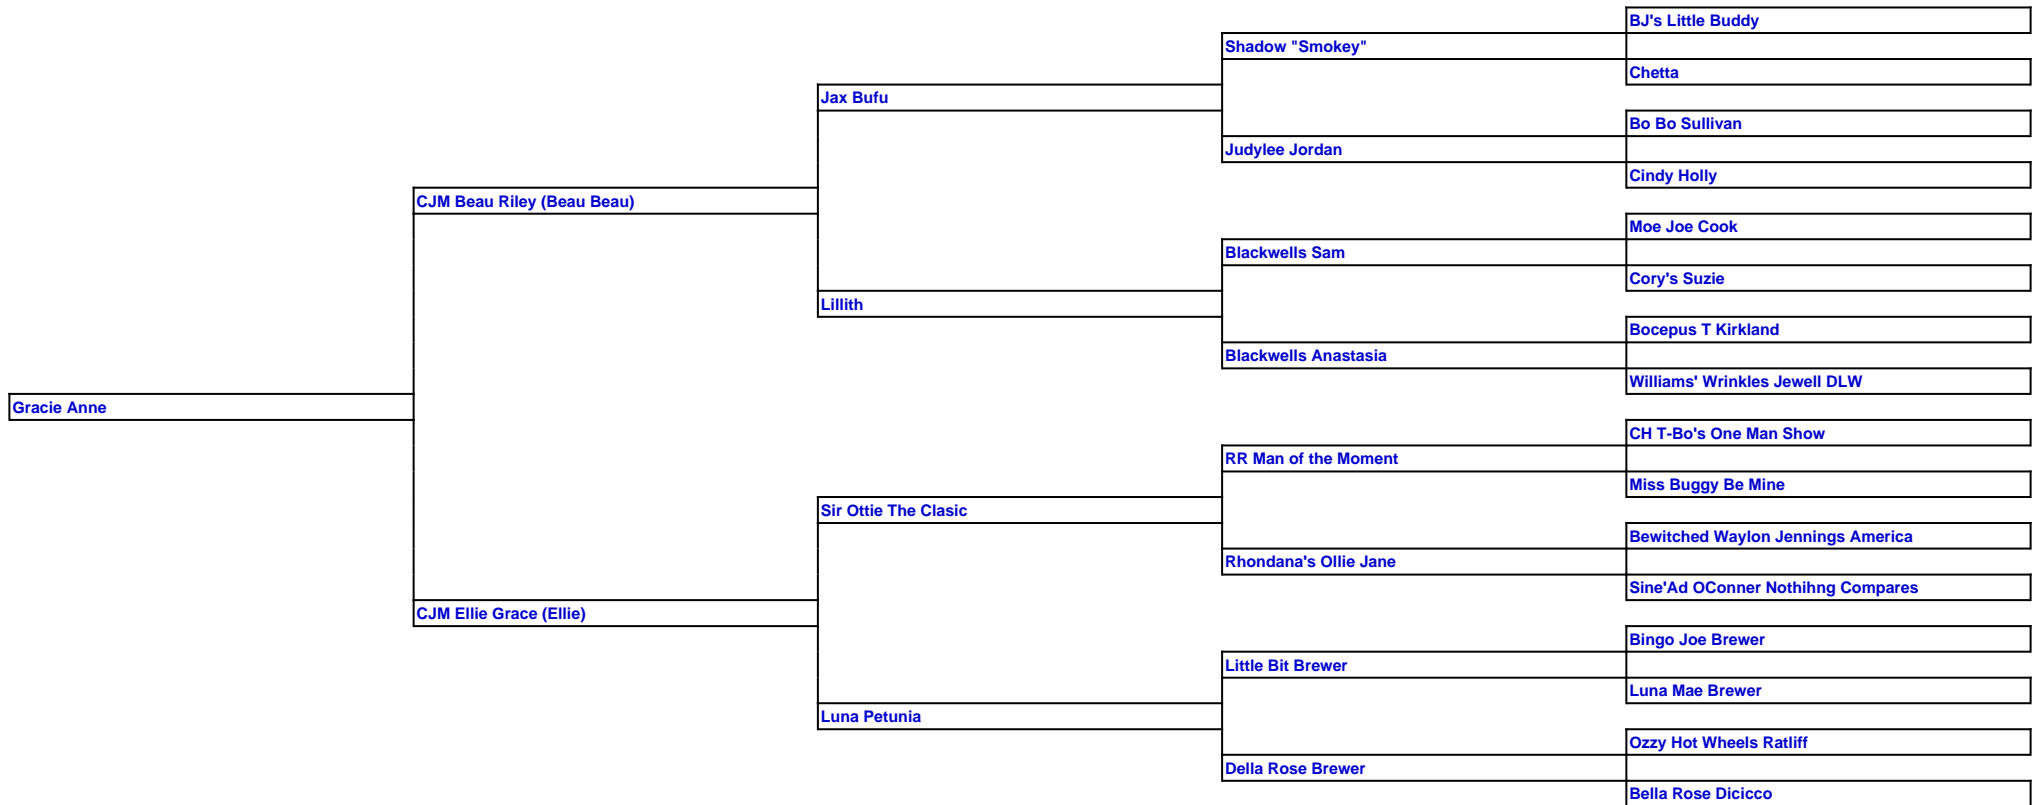 BJ's Little Buddy
Shadow "Smokey"
Chetta
Jax Bufu
Bo Bo Sullivan
Judylee Jordan
Cindy Holly
CJM Beau Riley (Beau Beau)
Moe Joe Cook
Blackwells Sam
Cory's Suzie
Lillith
Bocepus T Kirkland
Blackwells Anastasia
Williams' Wrinkles Jewell DLW
Gracie Anne
CH T-Bo's One Man Show
RR Man of the Moment
Miss Buggy Be Mine
Sir Ottie The Clasic
Bewitched Waylon Jennings America
Rhondana's Ollie Jane
Sine'Ad OConner Nothihng Compares
CJM Ellie Grace (Ellie)
Bingo Joe Brewer
Little Bit Brewer
Luna Mae Brewer
Luna Petunia
Ozzy Hot Wheels Ratliff
Della Rose Brewer
Bella Rose Dicicco